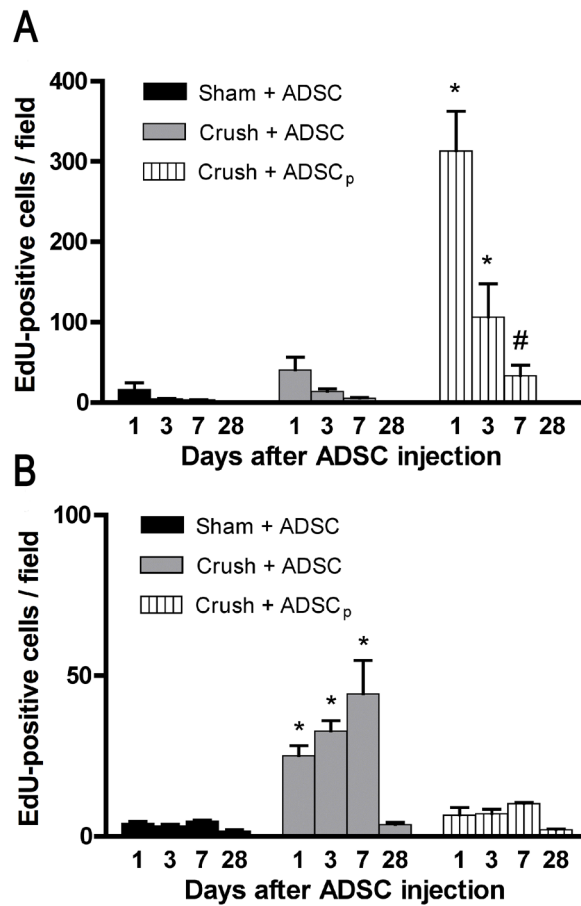 A
EdU-positive cells / field
400
300
200
100
0
Sham + ADSC
Crush + ADSC
Crush + ADSCp
*
*
#
1 3 7 28 1 3 7 28 1 3 7 28
Days after ADSC injection
B
EdU-positive cells / field
100
50
0
Sham + ADSC
Crush + ADSC
Crush + ADSCp
*
*
*
1 3 7 28 1 3 7 28 1 3 7 28
Days after ADSC injection